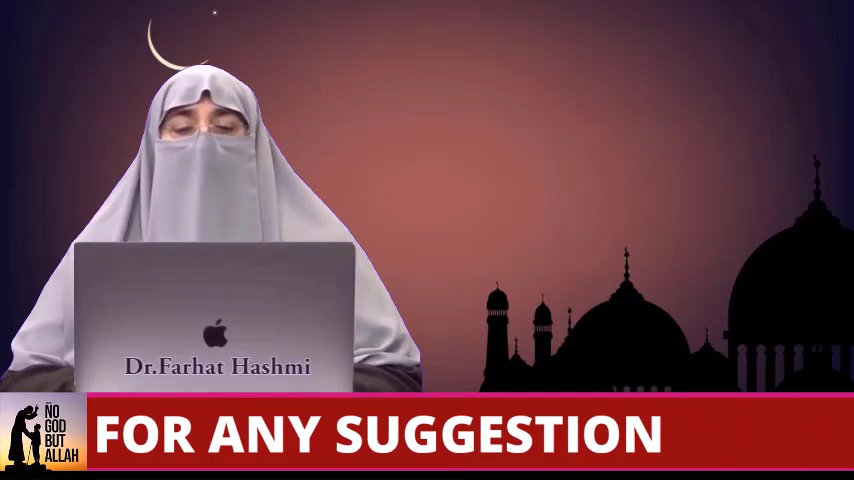 Dr.Farhat Hashmi
NO
GOD
BUT
ALLAH
FOR ANY SUGGESTION